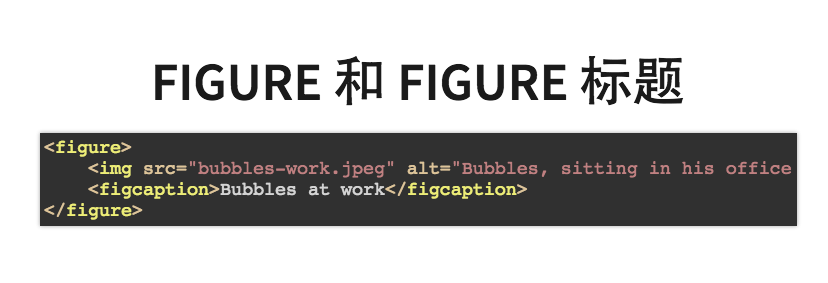 FIGURE 和 FIGURE 标题
<figure>
<img src="bubbles-work.jpeg" alt="Bubbles, sitting in his office
<figcaption>Bubbles at work</figcaption>
</figure>